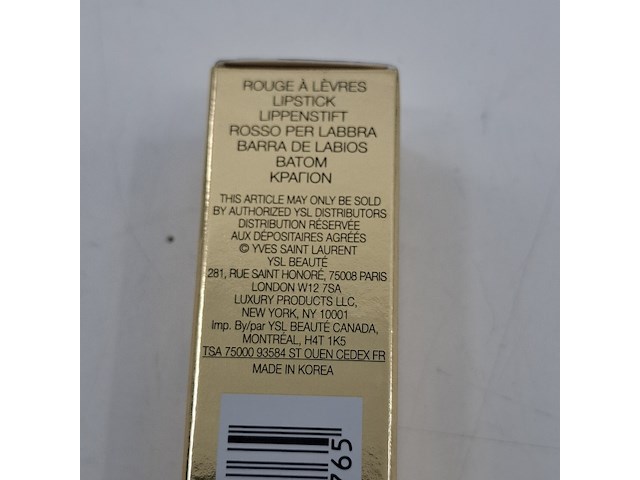 ROUGE À LÈVRES
LIPSTICK
LIPPENSTIFT
ROSSO PER LABBRA
BARRA DE LABIOS
BATOM
ΚΡΑΓΙΟΝ
THIS ARTICLE MAY ONLY BE SOLD
BY AUTHORIZED YSL DISTRIBUTORS
DISTRIBUTION RÉSERVÉE
AUX DÉPOSITAIRES AGRÉÉS
© YVES SAINT LAURENT
YSL BEAUTÉ
281, RUE SAINT HONORÉ, 75008 PARIS
LONDON W12 7SA
LUXURY PRODUCTS LLC,
NEW YORK, NY 10001
Imp. By/par YSL BEAUTÉ CANADA,
MONTRÉAL, H4T 1K5
TSA 75000 93584 ST OUEN CEDEX FR
MADE IN KOREA
765